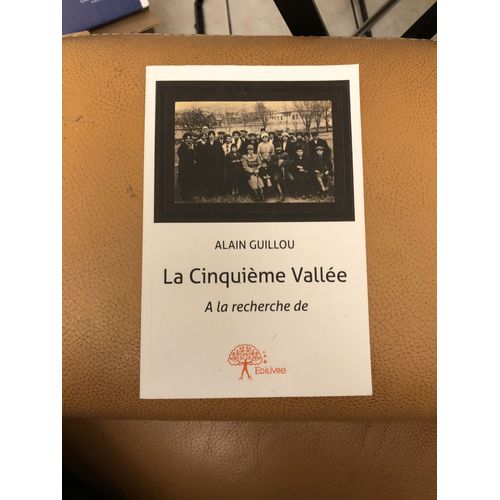 ALAIN GUILLOU
La Cinquième Vallée
A la recherche de
EDILIVRE